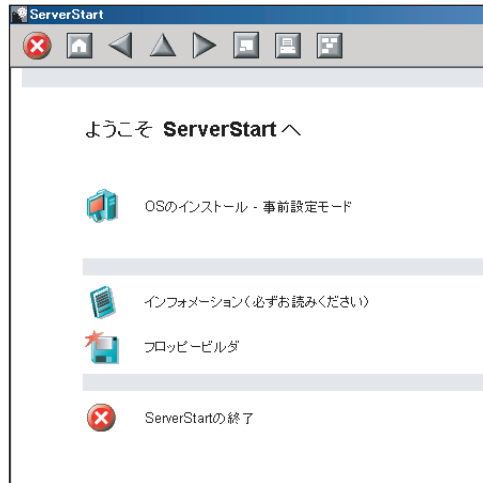 ServerStart
ようこそ ServerStart へ
OSのインストール - 事前設定モード
インフォメーション(必ずお読みください)
フロッピービルダ
ServerStartの終了